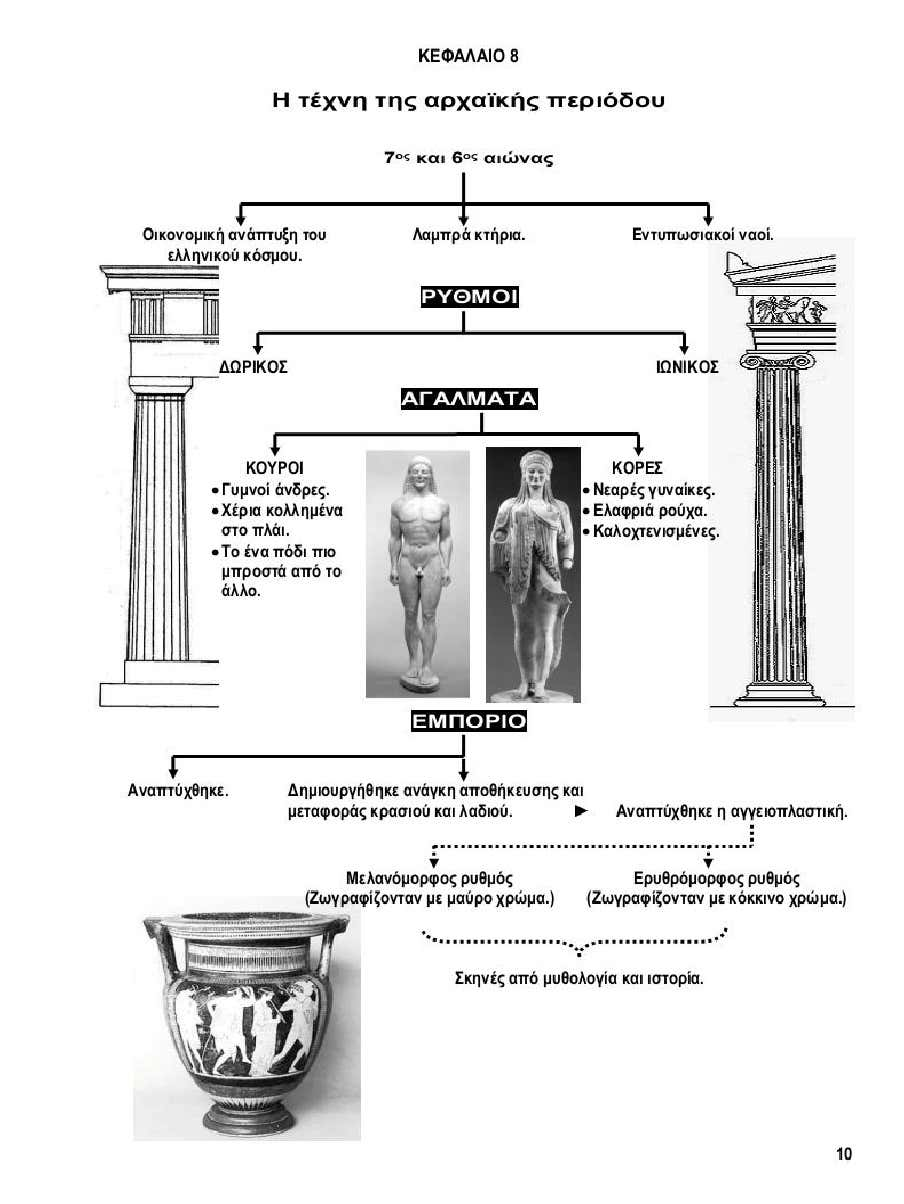 ΚΕΦΑΛΑΙΟ 8
Η τέχνη της αρχαϊκής περιόδου
7ος και 6ος αιώνας
Οικονομική ανάπτυξη του
ελληνικού κόσμου.
Λαμπρά κτήρια.
Εντυπωσιακοί ναοί.
ΡΥΘΜΟΙ
ΔΩΡΙΚΟΣ
ΙΩΝΙΚΟΣ
ΑΓΑΛΜΑΤΑ
ΚΟΥΡΟΙ
• Γυμνοί άνδρες.
• Χέρια κολλημένα
στο πλάι.
• Το ένα πόδι πιο
μπροστά από το
άλλο.
ΚΟΡΕΣ
• Νεαρές γυναίκες.
• Ελαφριά ρούχα.
• Καλοχτενισμένες.
ΕΜΠΟΡΙΟ
Αναπτύχθηκε.
Δημιουργήθηκε ανάγκη αποθήκευσης και
μεταφοράς κρασιού και λαδιού.
Αναπτύχθηκε η αγγειοπλαστική.
Μελανόμορφος ρυθμός
(Ζωγραφίζονταν με μαύρο χρώμα.)
Ερυθρόμορφος ρυθμός
(Ζωγραφίζονταν με κόκκινο χρώμα.)
Σκηνές από μυθολογία και ιστορία.
10